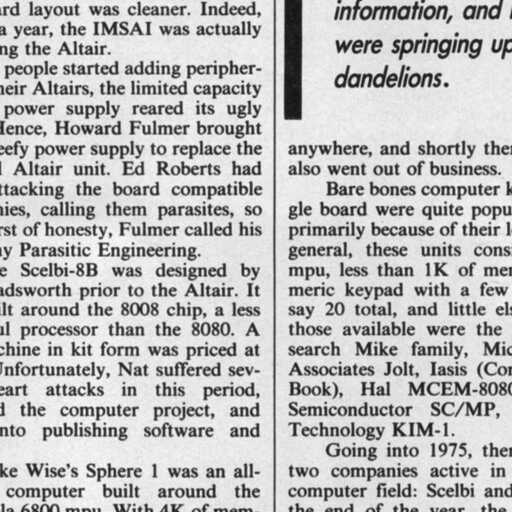 rd layout was cleaner. Indeed,
a year, the IMSAI was actually
ng the Altair.
people started adding peripher-
heir Altairs, the limited capacity
power supply reared its ugly
Hence, Howard Fulmer brought
eefy power supply to replace the
l Altair unit. Ed Roberts had
ttacking the board compatible
nies, calling them parasites, so
rst of honesty, Fulmer called his
ny Parasitic Engineering.
e Scelbi-8B was designed by
adsworth prior to the Altair. It
ilt around the 8008 chip, a less
ul processor than the 8080. A
chine in kit form was priced at
Unfortunately, Nat suffered sev-
eart attacks in this period,
d the computer project, and
nto publishing software and
ke Wise's Sphere 1 was an all-
computer built around the
la 6800 mpu. With 4K of mem-
information, and
were springing up
dandelions.
anywhere, and shortly ther
also went out of business.
Bare bones computer k
gle board were quite popu
primarily because of their l
general, these units cons
mpu, less than 1K of mem
meric keypad with a few
say 20 total, and little els
those available were the
search Mike family, Mic
Associates Jolt, Iasis (Com
Book), Hal MCEM-8080
Semiconductor SC/MP,
Technology KIM-1.
Going into 1975, ther
two companies active in
computer field: Scelbi and
the end of the year, the